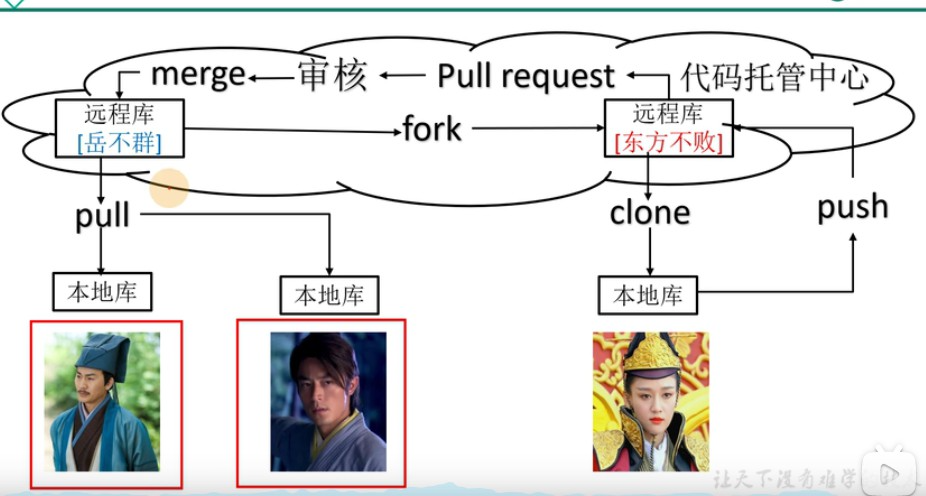 merge
审核
Pull request
代码托管中心
远程库
[岳不群]
fork
远程库
[东方不败]
pull
clone
push
本地库
本地库
本地库
让天下没有难学